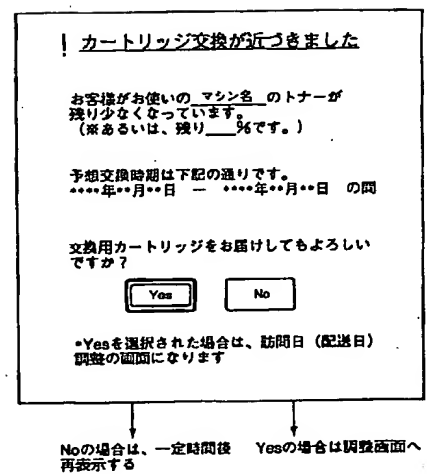 ! カートリッジ交換が近づきました
お客様がお使いの マシン名 のトナーが
残り少なくなっています。
(※あるいは、残り___%です。)
予想交換時期は下記の通りです。
****年**月**日 ― ****年**月**日 の間
交換用カートリッジをお届けしてもよろしい
ですか?
Yes No
*Yesを選択された場合は、訪問日(配送日)
調整の画面になります
Noの場合は、一定時間後 Yesの場合は調整画面へ
再表示する